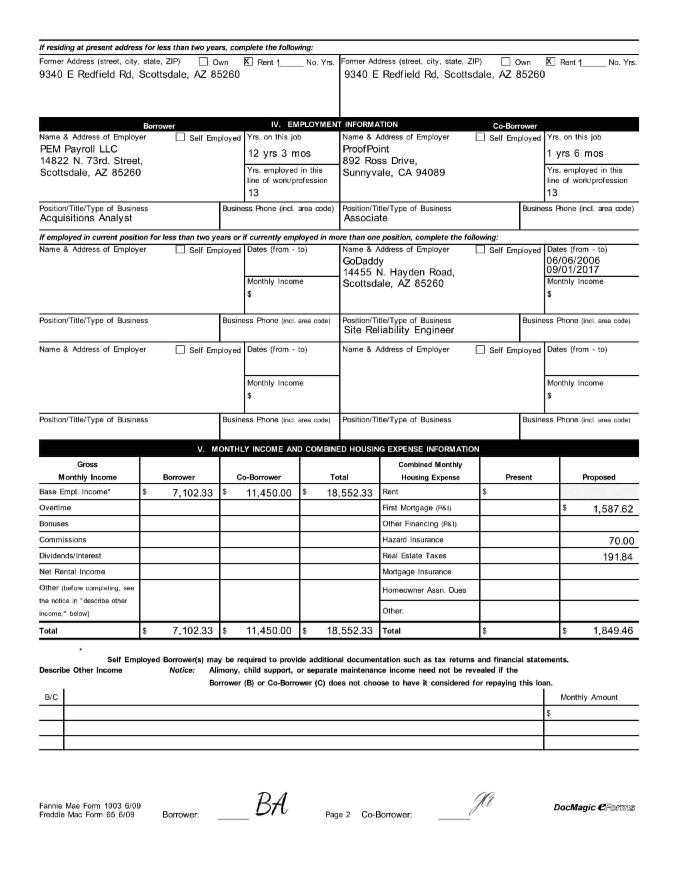 If residing at present address for less than two years, complete the following:
Former Address (street, city, state, ZIP) Own X Rent 1 No. Yrs. Former Address (street, city, state, ZIP) Own X Rent 1 No. Yrs.
9340 E Redfield Rd, Scottsdale, AZ 85260 9340 E Redfield Rd, Scottsdale, AZ 85260
Borrower IV. EMPLOYMENT INFORMATION Co-Borrower
Name & Address of Employer Self Employed Yrs. on this job Name & Address of Employer Self Employed Yrs. on this job
PEM Payroll LLC 12 yrs 3 mos ProofPoint 1 yrs 6 mos
14822 N. 73rd. Street, 892 Ross Drive,
Scottsdale, AZ 85260 Yrs. employed in this Sunnyvale, CA 94089 Yrs. employed in this
line of work/profession line of work/profession
13 13
Position/Title/Type of Business Business Phone (incl. area code) Position/Title/Type of Business Business Phone (incl. area code)
Acquisitions Analyst Associate
If employed in current position for less than two years or if currently employed in more than one position, complete the following:
Name & Address of Employer Self Employed Dates (from - to) Name & Address of Employer Self Employed Dates (from - to)
GoDaddy 06/06/2006
14455 N. Hayden Road, 09/01/2017
Monthly Income Scottsdale, AZ 85260 Monthly Income
$ $
Position/Title/Type of Business Business Phone (incl. area code) Position/Title/Type of Business Business Phone (incl. area code)
Site Reliability Engineer
Name & Address of Employer Self Employed Dates (from - to) Name & Address of Employer Self Employed Dates (from - to)
Monthly Income Monthly Income
$ $
Position/Title/Type of Business Business Phone (incl. area code) Position/Title/Type of Business Business Phone (incl. area code)
V. MONTHLY INCOME AND COMBINED HOUSING EXPENSE INFORMATION
Gross Combined Monthly
Monthly Income Borrower Co-Borrower Total Housing Expense Present Proposed
Base Empl. Income* $ 7,102.33 $ 11,450.00 $ 18,552.33 Rent $
Overtime First Mortgage (P&I) $ 1,587.62
Bonuses Other Financing (P&I)
Commissions Hazard Insurance 70.00
Dividends/Interest Real Estate Taxes 191.84
Net Rental Income Mortgage Insurance
Other (before completing, see Homeowner Assn. Dues
the notice in "describe other
income," below) Other:
Total $ 7,102.33 $ 11,450.00 $ 18,552.33 Total $ $ 1,849.46
*
Self Employed Borrower(s) may be required to provide additional documentation such as tax returns and financial statements.
Describe Other Income Notice: Alimony, child support, or separate maintenance income need not be revealed if the
Borrower (B) or Co-Borrower (C) does not choose to have it considered for repaying this loan.
B/C Monthly Amount
$
Fannie Mae Form 1003 6/09
Freddie Mac Form 65 6/09 Borrower: BA Page 2 Co-Borrower: DocMagic eForms